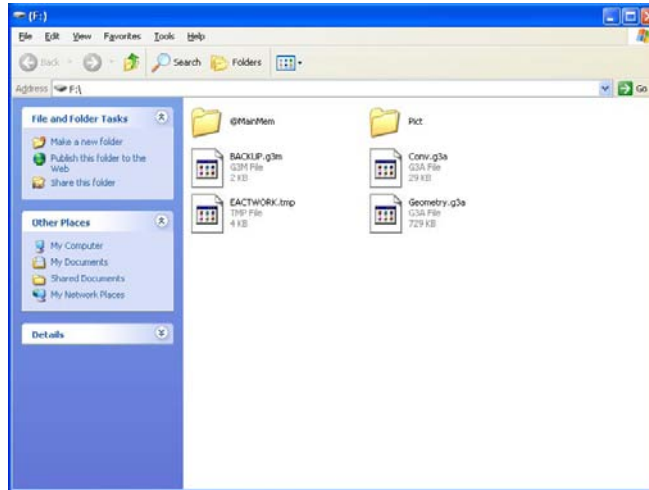 (F:)
File Edit View Favorites Tools Help
Back Search Folders
Address F:\ Go
File and Folder Tasks
Make a new folder
Publish this folder to the
Web
Share this folder
Other Places
My Computer
My Documents
Shared Documents
My Network Places
Details
@MainMem
Pict
BACKUP.g3m
G3M File
2 KB
Conv.g3a
G3A File
29 KB
EACTWORK.tmp
TMP File
4 KB
Geometry.g3a
G3A File
729 KB